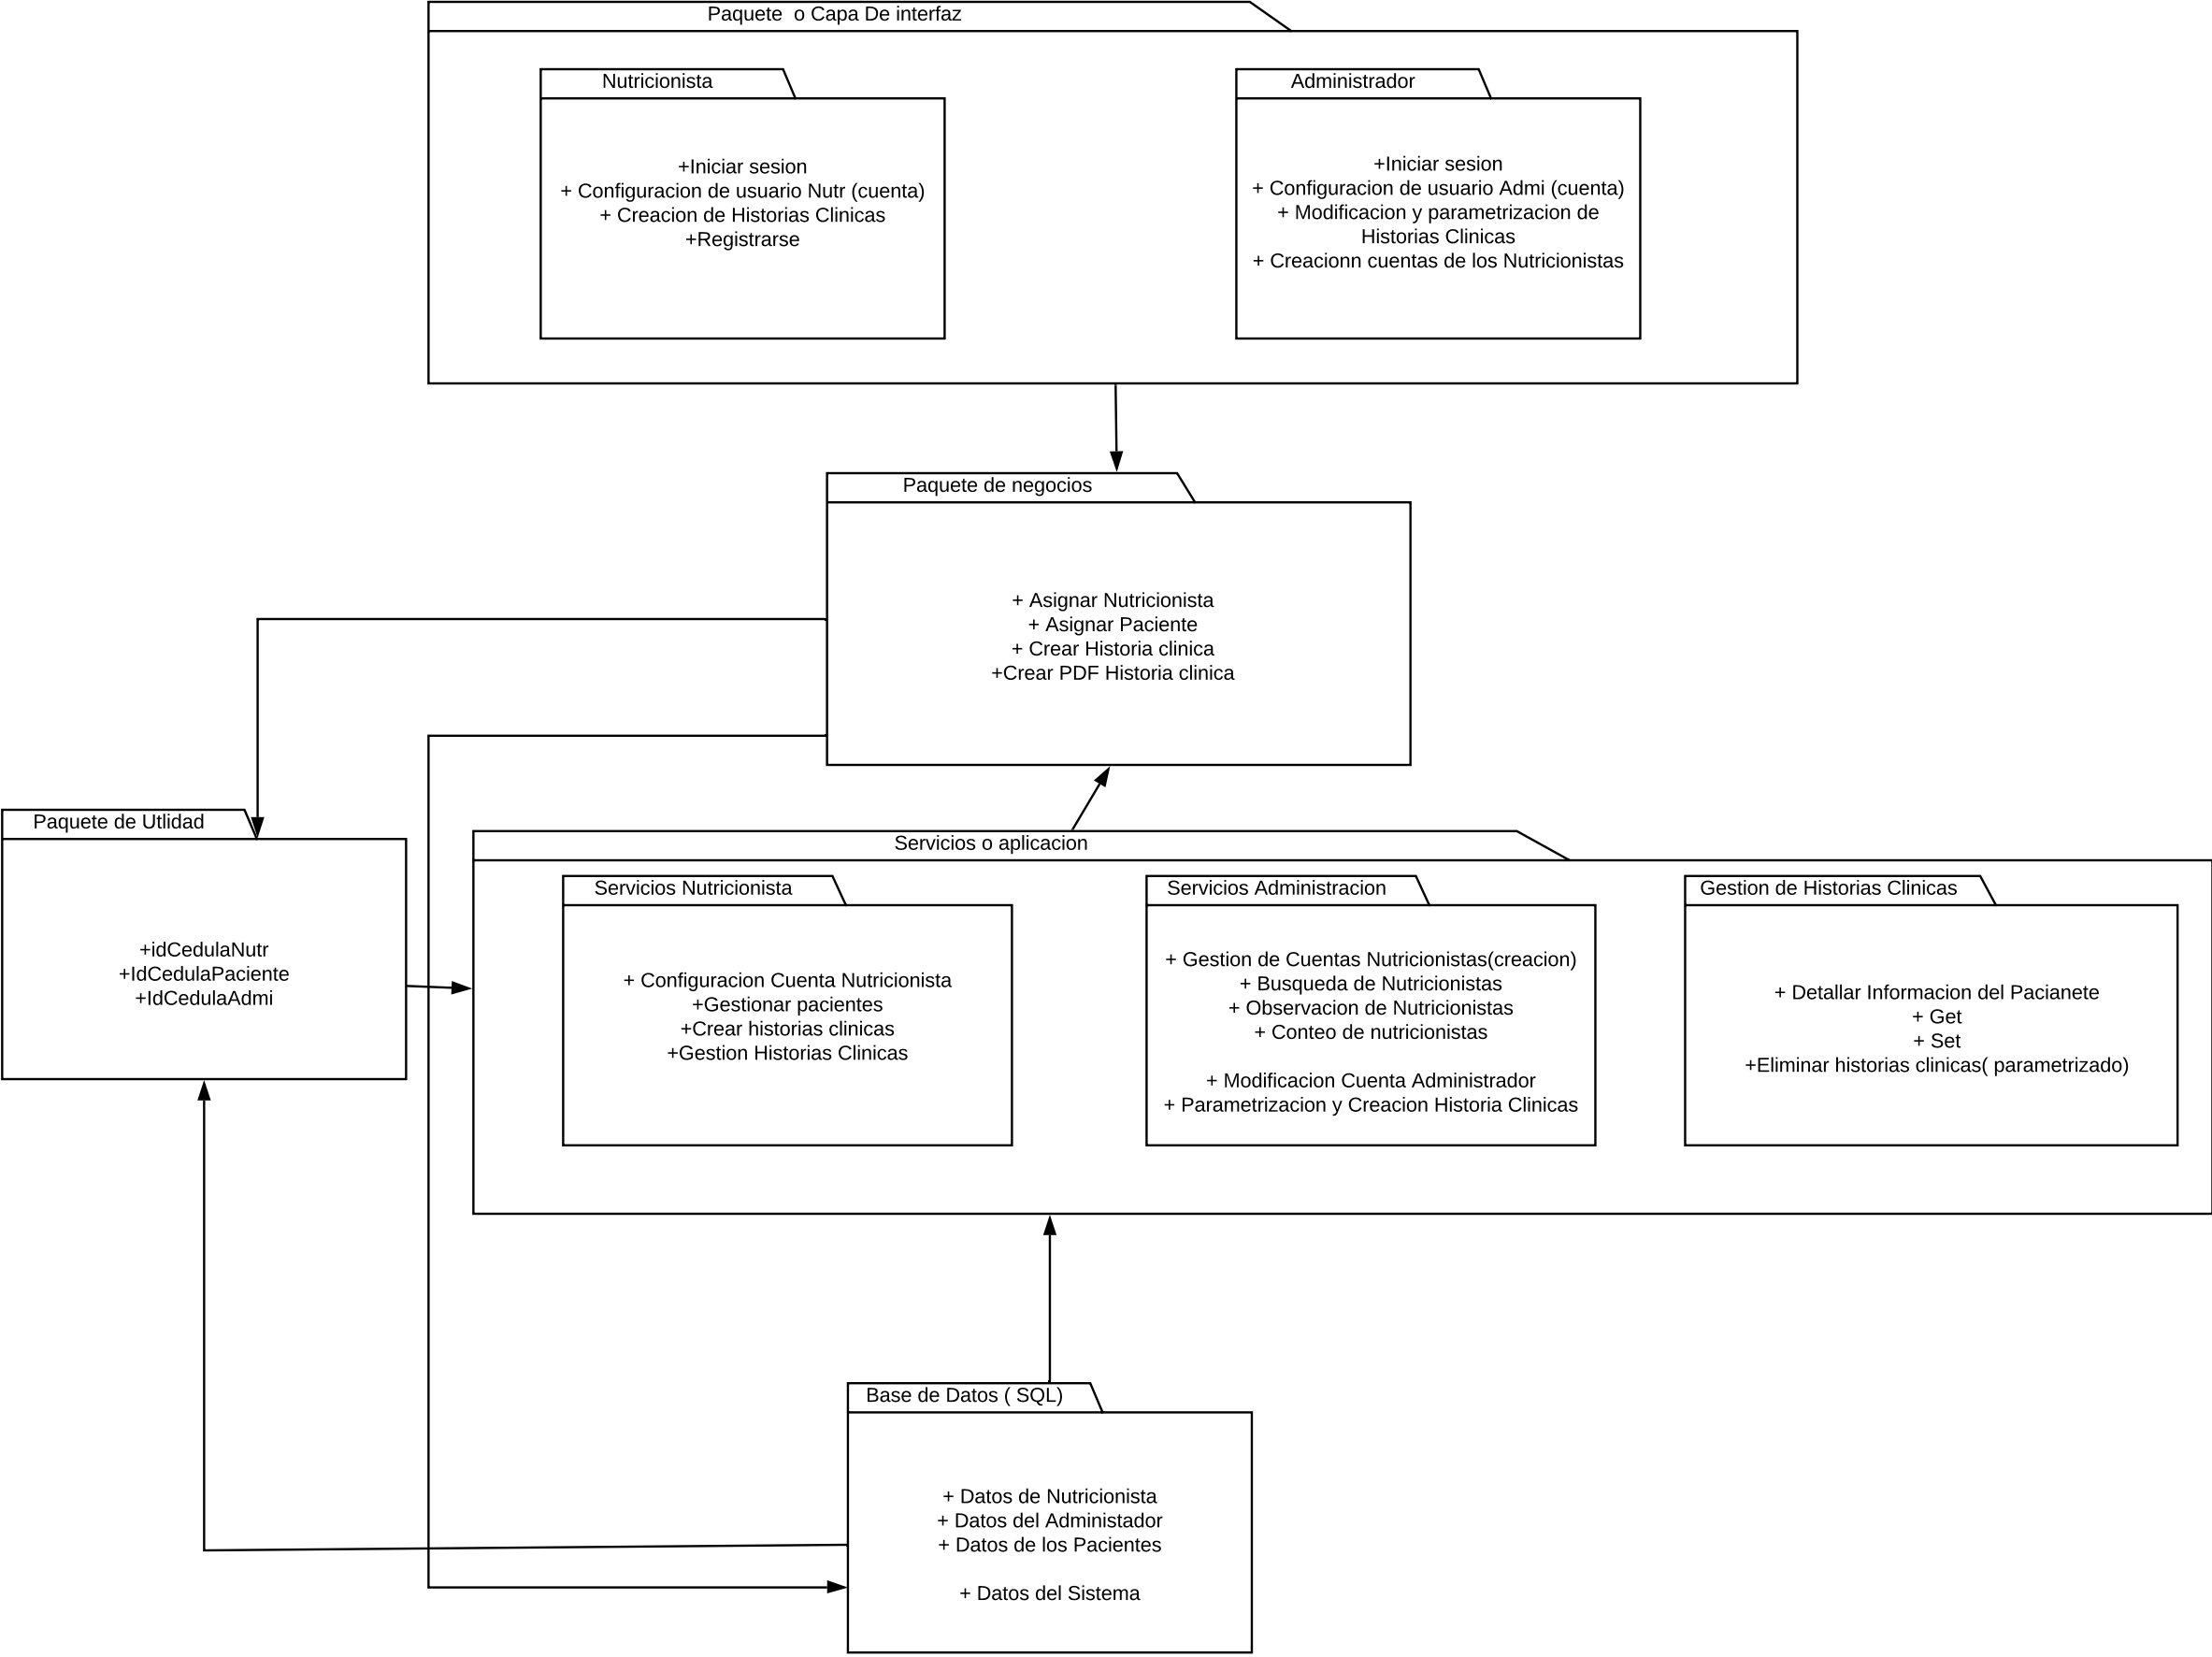 Paquete  o Capa De interfaz
Nutricionista
+Iniciar sesion
+ Configuracion de usuario Nutr (cuenta)
+ Creacion de Historias Clinicas
+Registrarse
Administrador
+Iniciar sesion
+ Configuracion de usuario Admi (cuenta)
+ Modificacion y parametrizacion de
Historias Clinicas
+ Creacionn cuentas de los Nutricionistas
Paquete de negocios
+ Asignar Nutricionista
+ Asignar Paciente
+ Crear Historia clinica
+Crear PDF Historia clinica
Paquete de Utlidad
+idCedulaNutr
+IdCedulaPaciente
+IdCedulaAdmi
Servicios o aplicacion
Servicios Nutricionista
+ Configuracion Cuenta Nutricionista
+Gestionar pacientes
+Crear historias clinicas
+Gestion Historias Clinicas
Servicios Administracion
+ Gestion de Cuentas Nutricionistas(creacion)
+ Busqueda de Nutricionistas
+ Observacion de Nutricionistas
+ Conteo de nutricionistas
+ Modificacion Cuenta Administrador
+ Parametrizacion y Creacion Historia Clinicas
Gestion de Historias Clinicas
+ Detallar Informacion del Pacianete
+ Get
+ Set
+Eliminar historias clinicas( parametrizado)
Base de Datos ( SQL)
+ Datos de Nutricionista
+ Datos del Administador
+ Datos de los Pacientes
+ Datos del Sistema